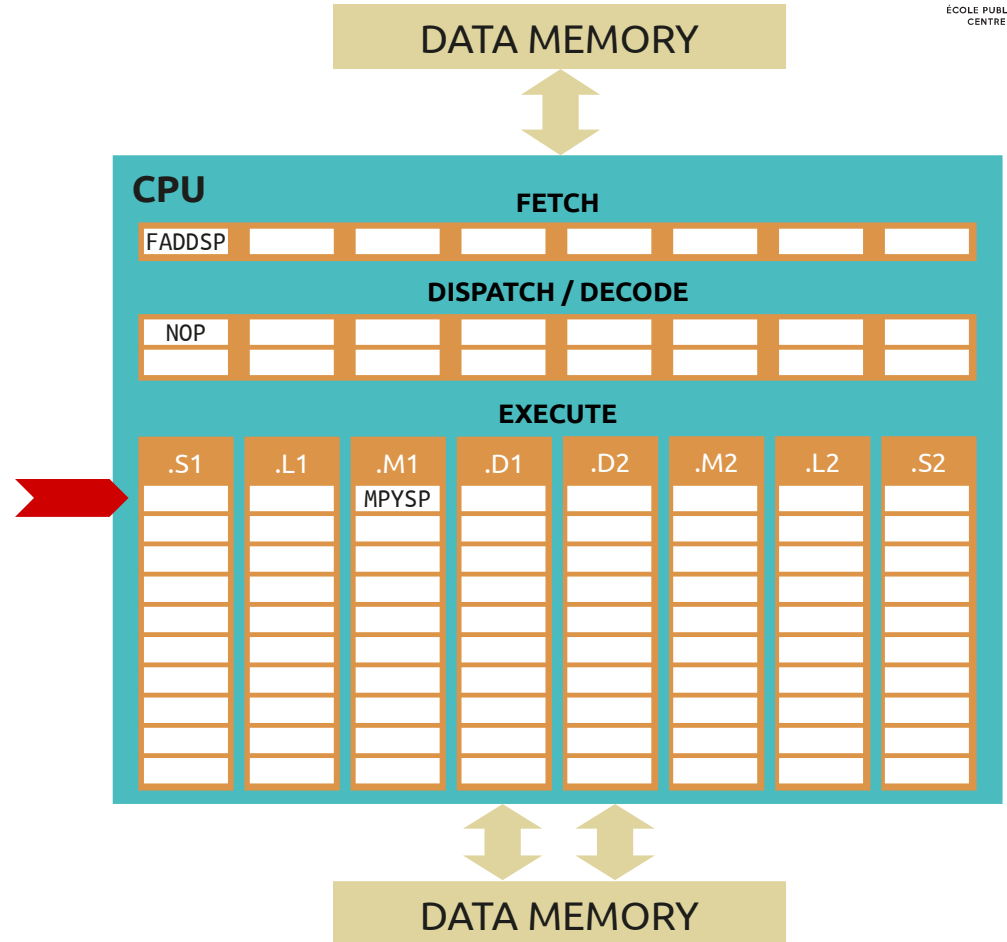 ÉCOLE PUBL
CENTRE
DATA MEMORY
CPU
FETCH
FADDSP
DISPATCH / DECODE
NOP
EXECUTE
.S1 .L1 .M1 .D1 .D2 .M2 .L2 .S2
MPYSP
DATA MEMORY